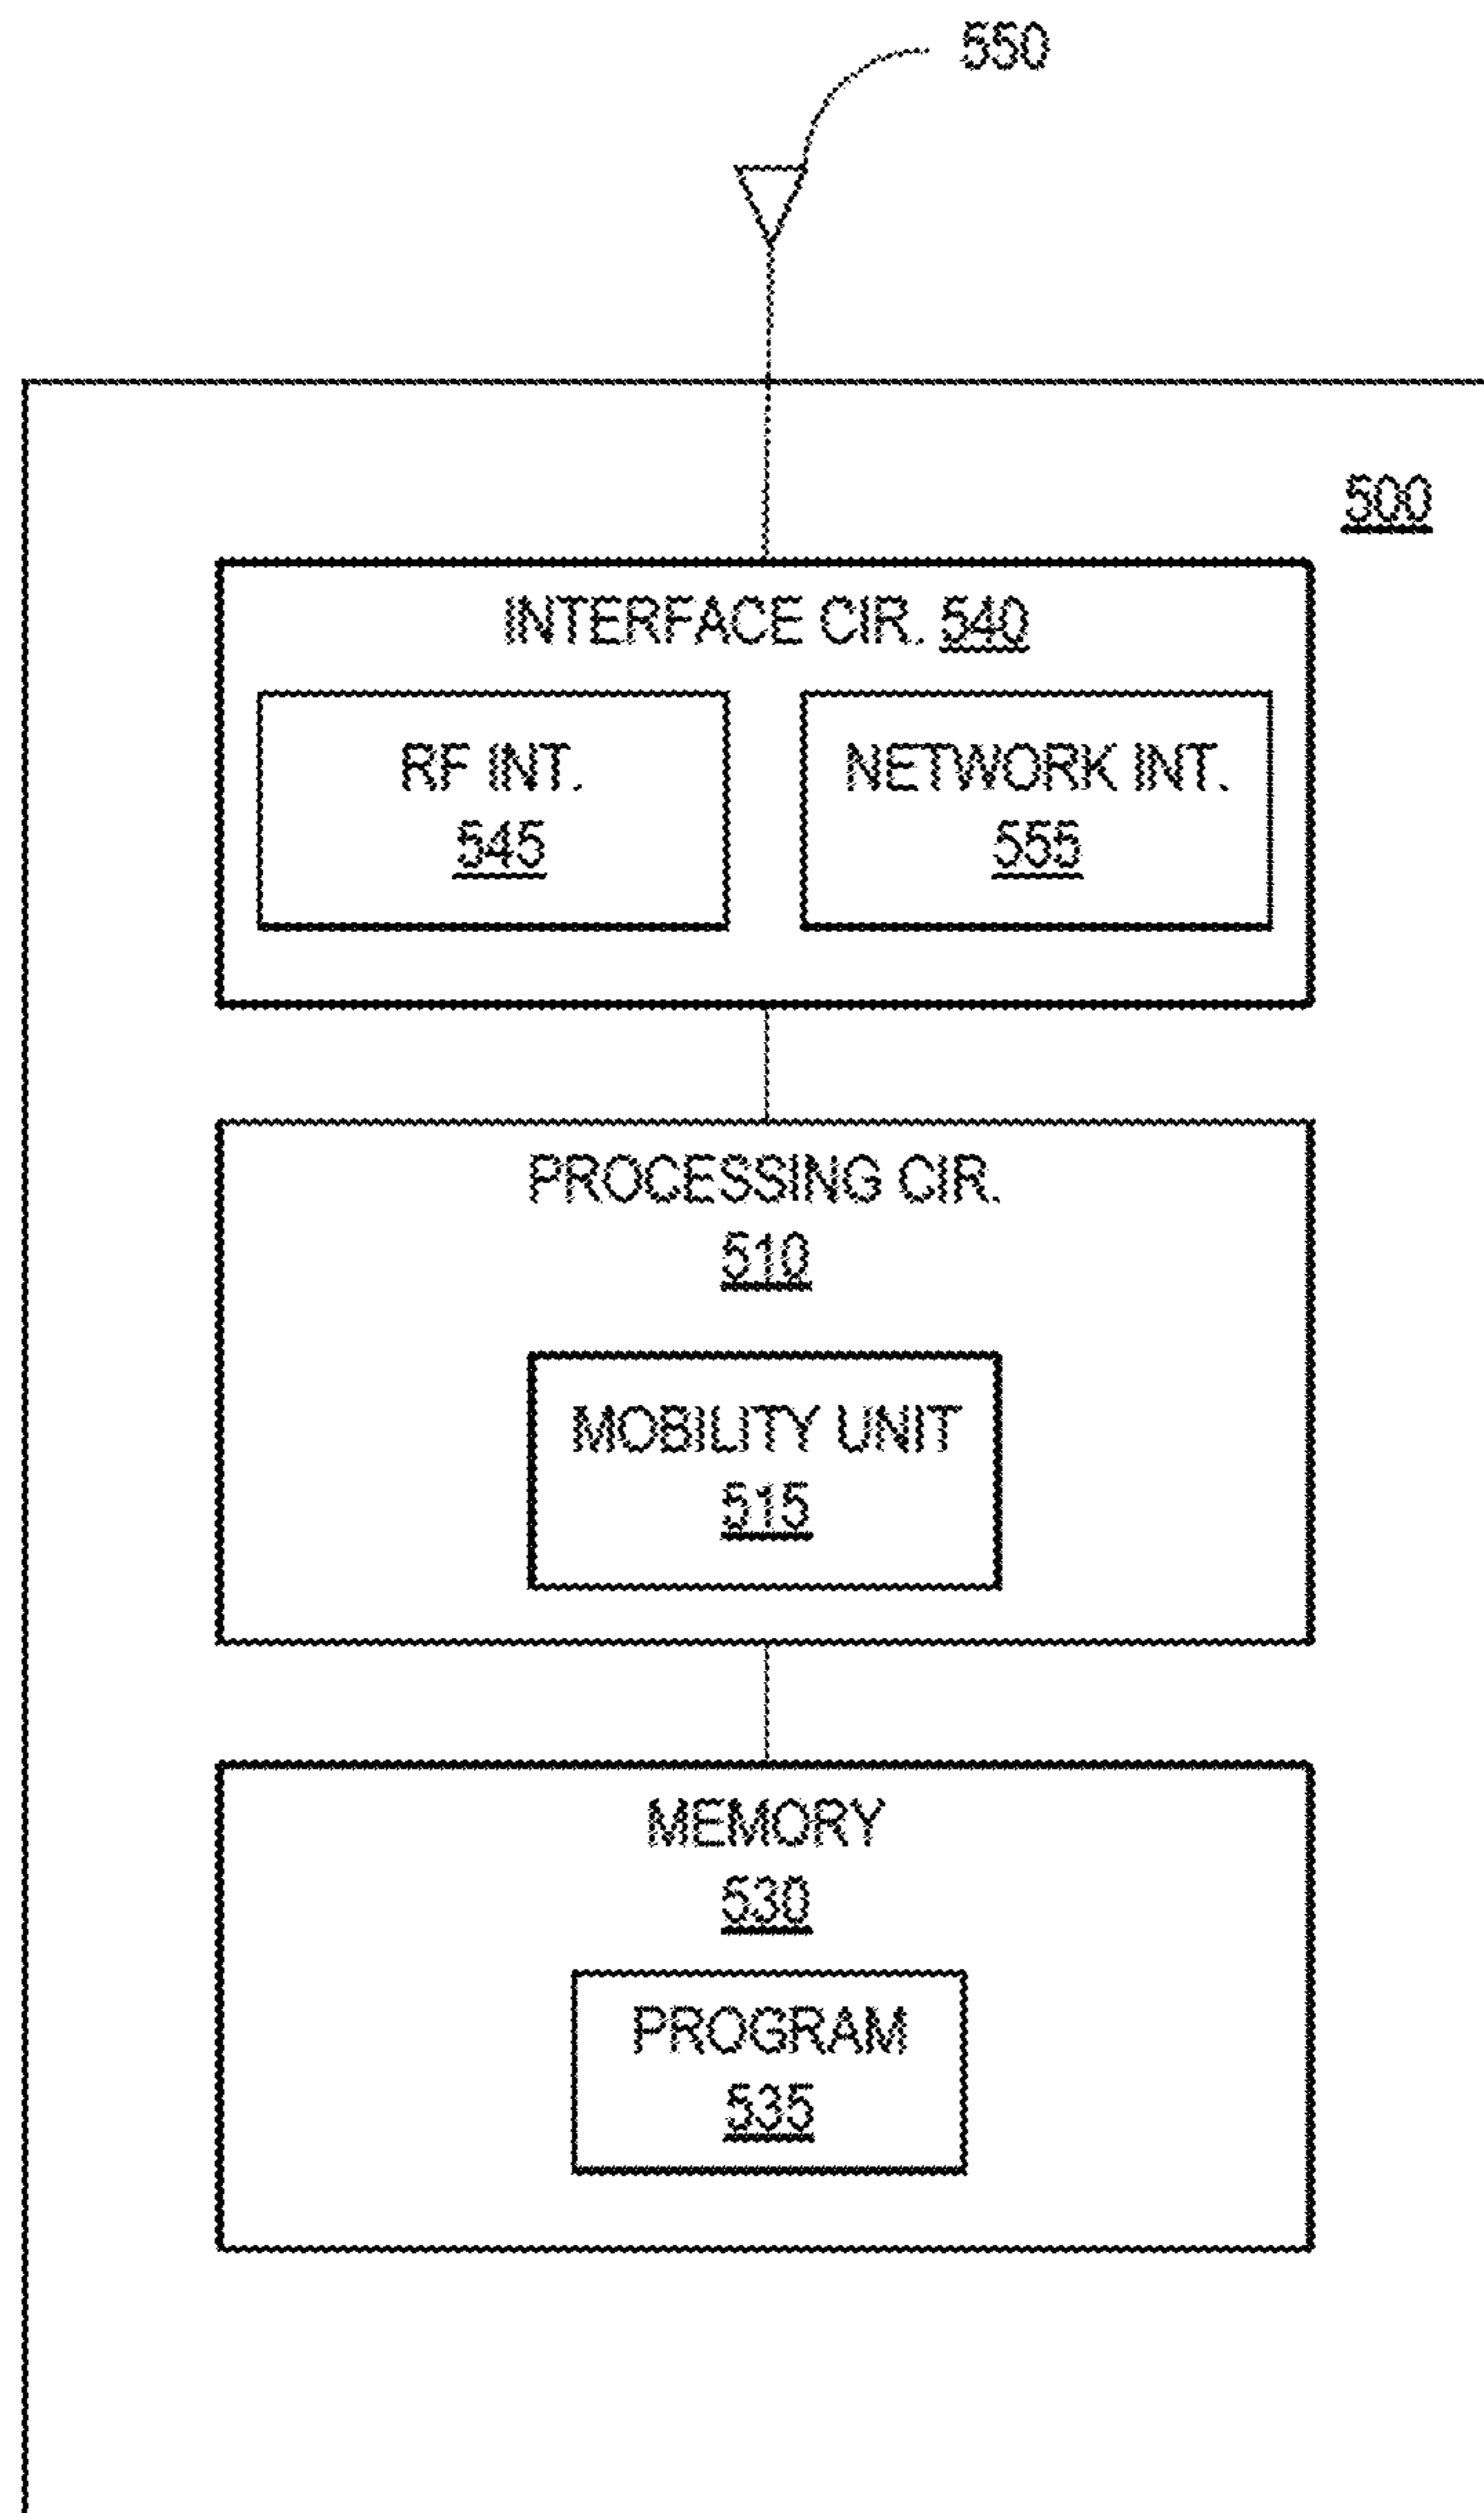 550
500
INTERFACE CIR. 540
RF INT.
545
NETWORK INT.
555
PROCESSING CIR.
510
MOBILITY UNIT
515
MEMORY
530
PROGRAM
535